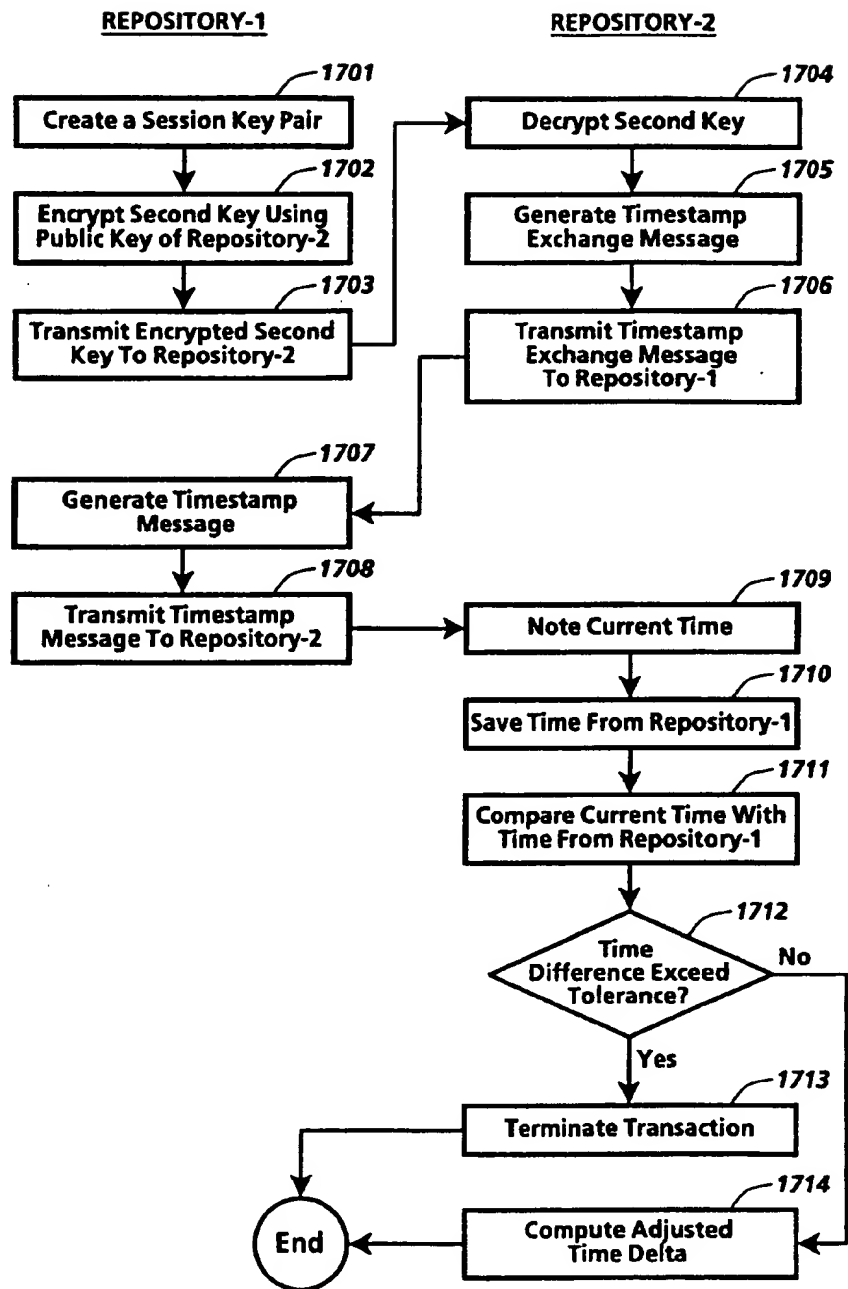 REPOSITORY-1
REPOSITORY-2
1701
Create a Session Key Pair
1702
Encrypt Second Key Using
Public Key of Repository-2
1703
Transmit Encrypted Second
Key To Repository-2
1704
Decrypt Second Key
1705
Generate Timestamp
Exchange Message
1706
Transmit Timestamp
Exchange Message
To Repository-1
1707
Generate Timestamp
Message
1708
Transmit Timestamp
Message To Repository-2
1709
Note Current Time
1710
Save Time From Repository-1
1711
Compare Current Time With
Time From Repository-1
1712
Time
Difference Exceed
Tolerance?
No
Yes
1713
Terminate Transaction
1714
Compute Adjusted
Time Delta
End